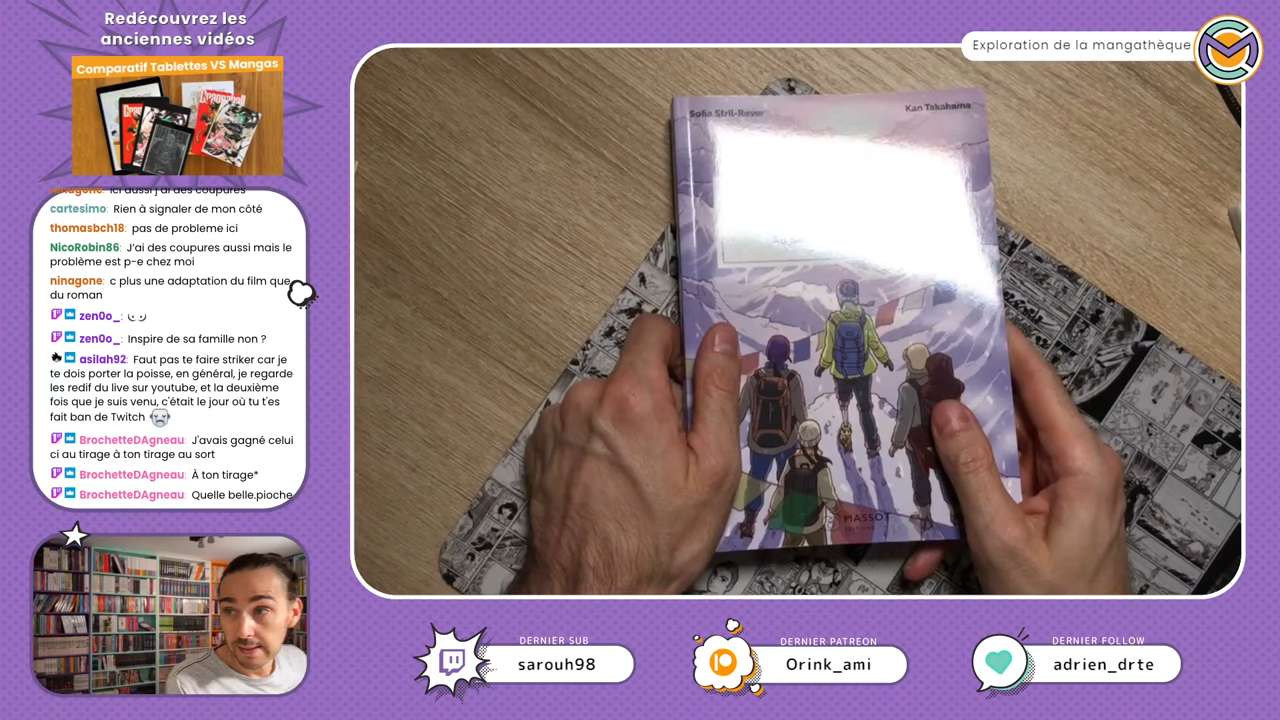 Redécouvrez les
anciennes vidéos
Comparatif Tablettes VS Mangas
ninagone: ici aussi j'ai des coupures
cartesimo: Rien à signaler de mon côté
thomasbch18: pas de probleme ici
NicoRobin86: J'ai des coupures aussi mais le
problème est p-e chez moi
ninagone: c plus une adaptation du film que
du roman
zen0o_:
zen0o_: Inspire de sa famille non ?
asilah92: Faut pas te faire striker car je
te dois porter la poisse, en général, je regarde
les redif du live sur youtube, et la deuxième
fois que je suis venu, c'était le jour où tu t'es
fait ban de Twitch
BrochetteDAgneau: J'avais gagné celui
ci au tirage à ton tirage au sort
BrochetteDAgneau: À ton tirage*
BrochetteDAgneau: Quelle belle.pioche
Exploration de la mangathèque
Sofia Stril-Rever
Kan Takahama
MASSOT
DERNIER SUB
sarouh98
DERNIER PATREON
Orink_ami
DERNIER FOLLOW
adrien_drte